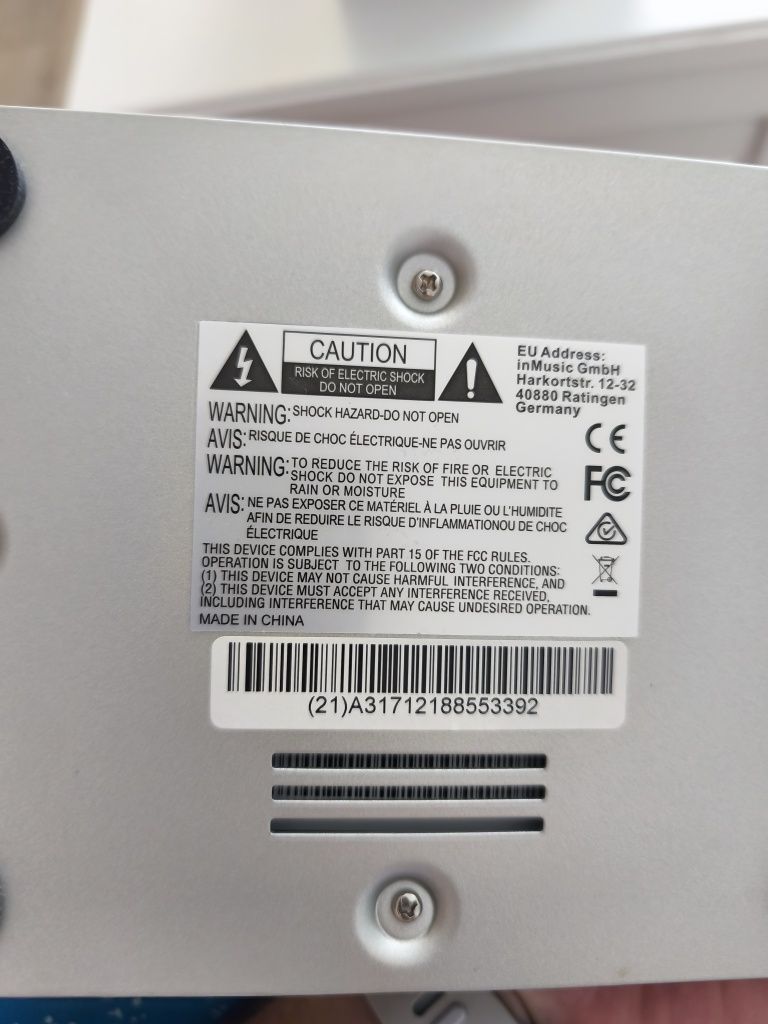 CAUTION
RISK OF ELECTRIC SHOCK
DO NOT OPEN
EU Address:
inMusic GmbH
Harkortstr. 12-32
40880 Ratingen
Germany
WARNING: SHOCK HAZARD-DO NOT OPEN
AVIS: RISQUE DE CHOC ÉLECTRIQUE-NE PAS OUVRIR
WARNING: TO REDUCE THE RISK OF FIRE OR ELECTRIC
SHOCK DO NOT EXPOSE THIS EQUIPMENT TO
RAIN OR MOISTURE
AVIS: NE PAS EXPOSER CE MATÉRIEL À LA PLUIE OU L'HUMIDITE
AFIN DE REDUIRE LE RISQUE D'INFLAMMATIONOU DE CHOC
ÉLECTRIQUE
CE
FC
THIS DEVICE COMPLIES WITH PART 15 OF THE FCC RULES.
OPERATION IS SUBJECT TO THE FOLLOWING TWO CONDITIONS:
(1) THIS DEVICE MAY NOT CAUSE HARMFUL INTERFERENCE, AND
(2) THIS DEVICE MUST ACCEPT ANY INTERFERENCE RECEIVED,
INCLUDING INTERFERENCE THAT MAY CAUSE UNDESIRED OPERATION.
MADE IN CHINA
(21)A31712188553392